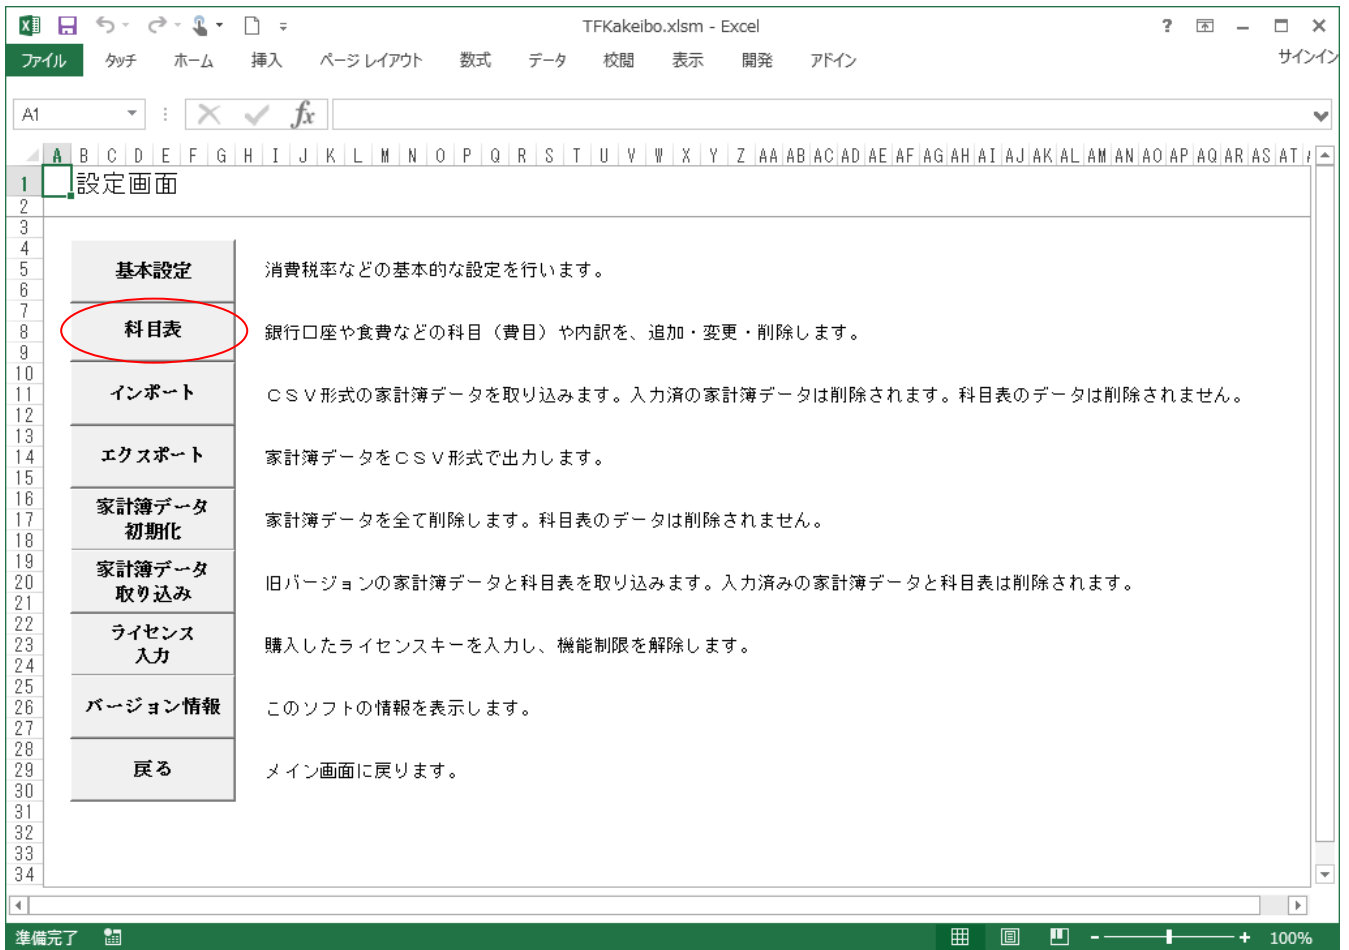 TFKakeibo.xlsm - Excel
?
ファイル タッチ ホーム 挿入 ページ レイアウト 数式 データ 校閲 表示 開発 アドイン サインイン
A1 fx
A B C D E F G H I J K L M N O P Q R S T U V W X Y Z AA AB AC AD AE AF AG AH AI AJ AK AL AM AN AO AP AQ AR AS AT
1 設定画面
2
3
4
5 基本設定 消費税率などの基本的な設定を行います。
6
7
8 科目表 銀行口座や食費などの科目（費目）や内訳を、追加・変更・削除します。
9
10
11 インポート ＣＳＶ形式の家計簿データを取り込みます。入力済の家計簿データは削除されます。科目表のデータは削除されません。
12
13
14 エクスポート 家計簿データをＣＳＶ形式で出力します。
15
16 家計簿データ
17 家計簿データを全て削除します。科目表のデータは削除されません。
18 初期化
19 家計簿データ
20 旧バージョンの家計簿データと科目表を取り込みます。入力済みの家計簿データと科目表は削除されます。
21 取り込み
22 ライセンス
23 購入したライセンスキーを入力し、機能制限を解除します。
24 入力
25
26 バージョン情報 このソフトの情報を表示します。
27
28
29 戻る メイン画面に戻ります。
30
31
32
33
34
準備完了 100%